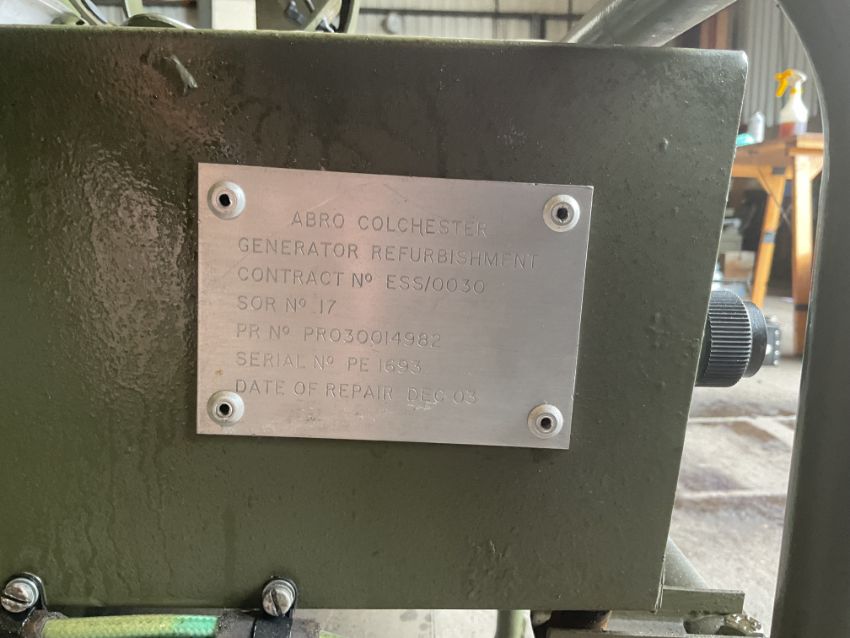 ABRO COLCHESTER
GENERATOR REFURBISHMENT
CONTRACT Nº ESS/0030
SOR Nº 17
PR Nº PR030014982
SERIAL Nº PE 1693
DATE OF REPAIR DEC 03